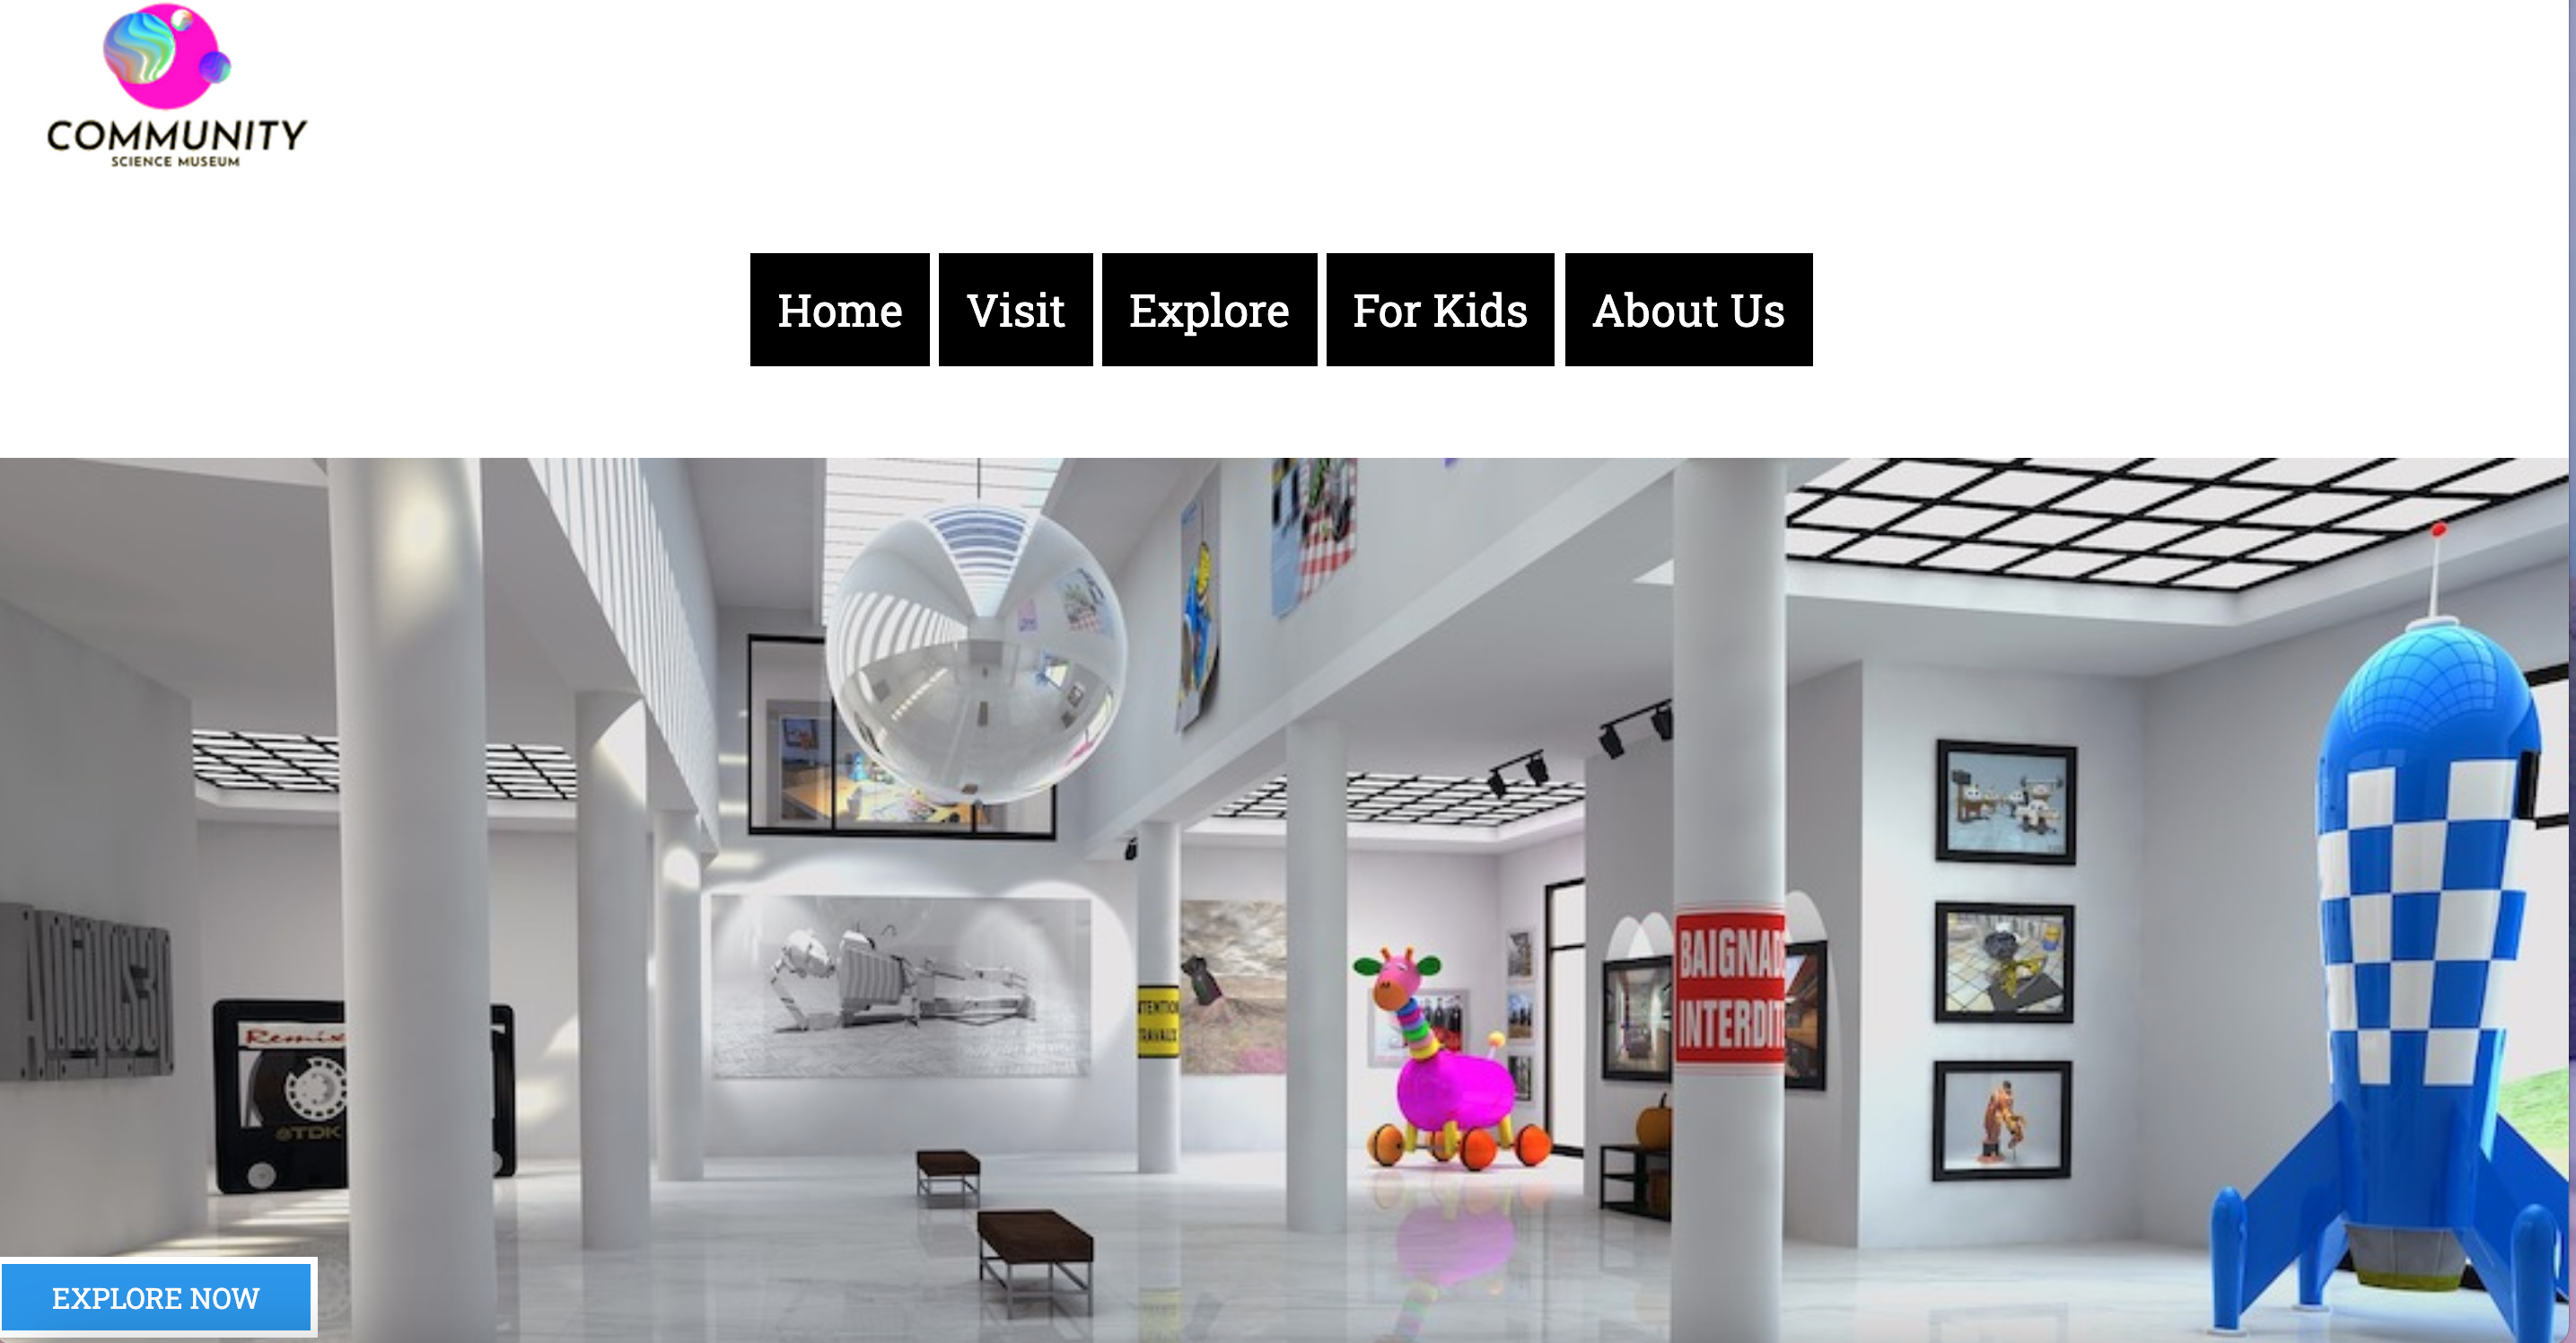 COMMUNITY
SCIENCE MUSEUM
Home Visit Explore For Kids About Us
Remix
TDK
BAIGNAD
INTERDIT
EXPLORE NOW